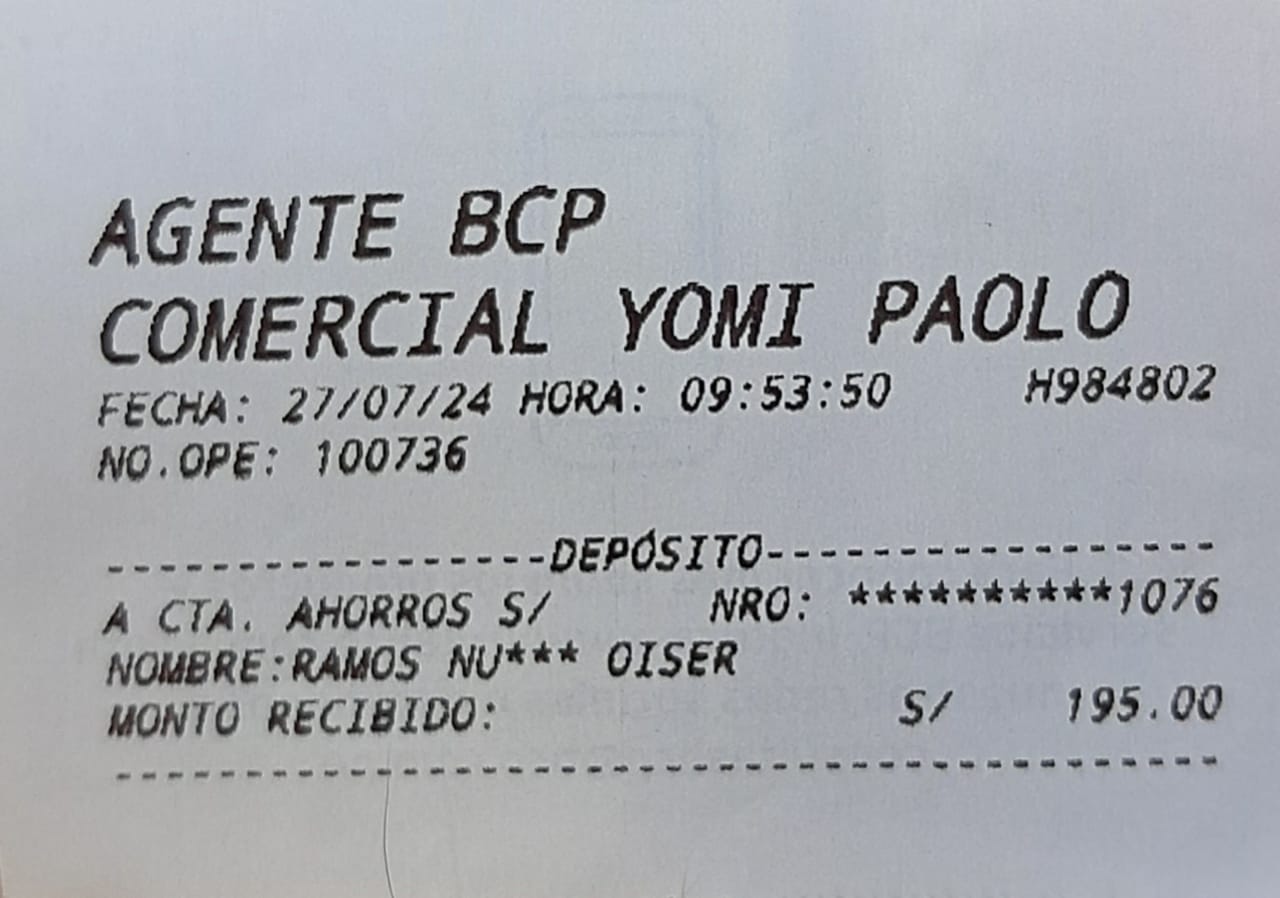 AGENTE BCP
COMERCIAL YOMI PAOLO
FECHA: 27/07/24 HORA: 09:53:50 H984802
NO.OPE: 100736
-----------------DEPÓSITO-----------------
A CTA. AHORROS S/ NRO: **********1076
NOMBRE:RAMOS NU*** OISER
MONTO RECIBIDO: S/ 195.00
------------------------------------------